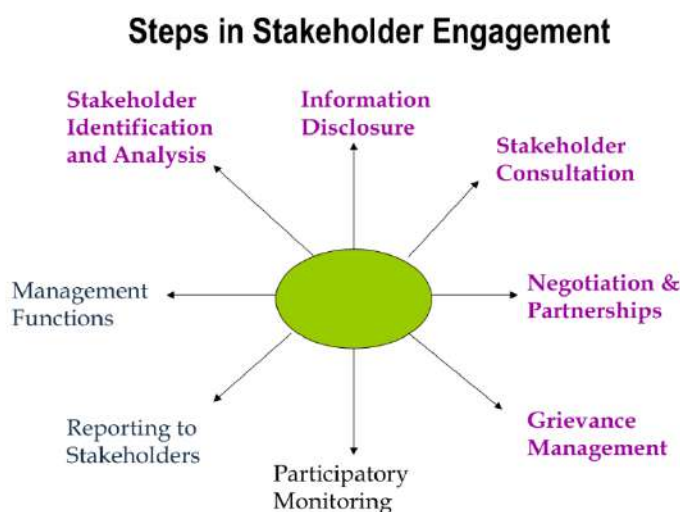 Steps in Stakeholder Engagement
Stakeholder
Identification
and Analysis
Information
Disclosure
Stakeholder
Consultation
Negotiation &
Partnerships
Grievance
Management
Participatory
Monitoring
Reporting to
Stakeholders
Management
Functions